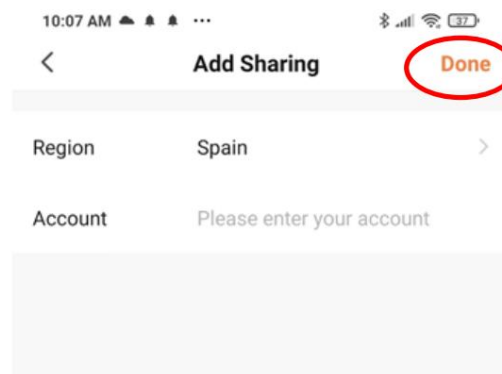 10:07 AM ... 37
Add Sharing Done
Region Spain
Account Please enter your account